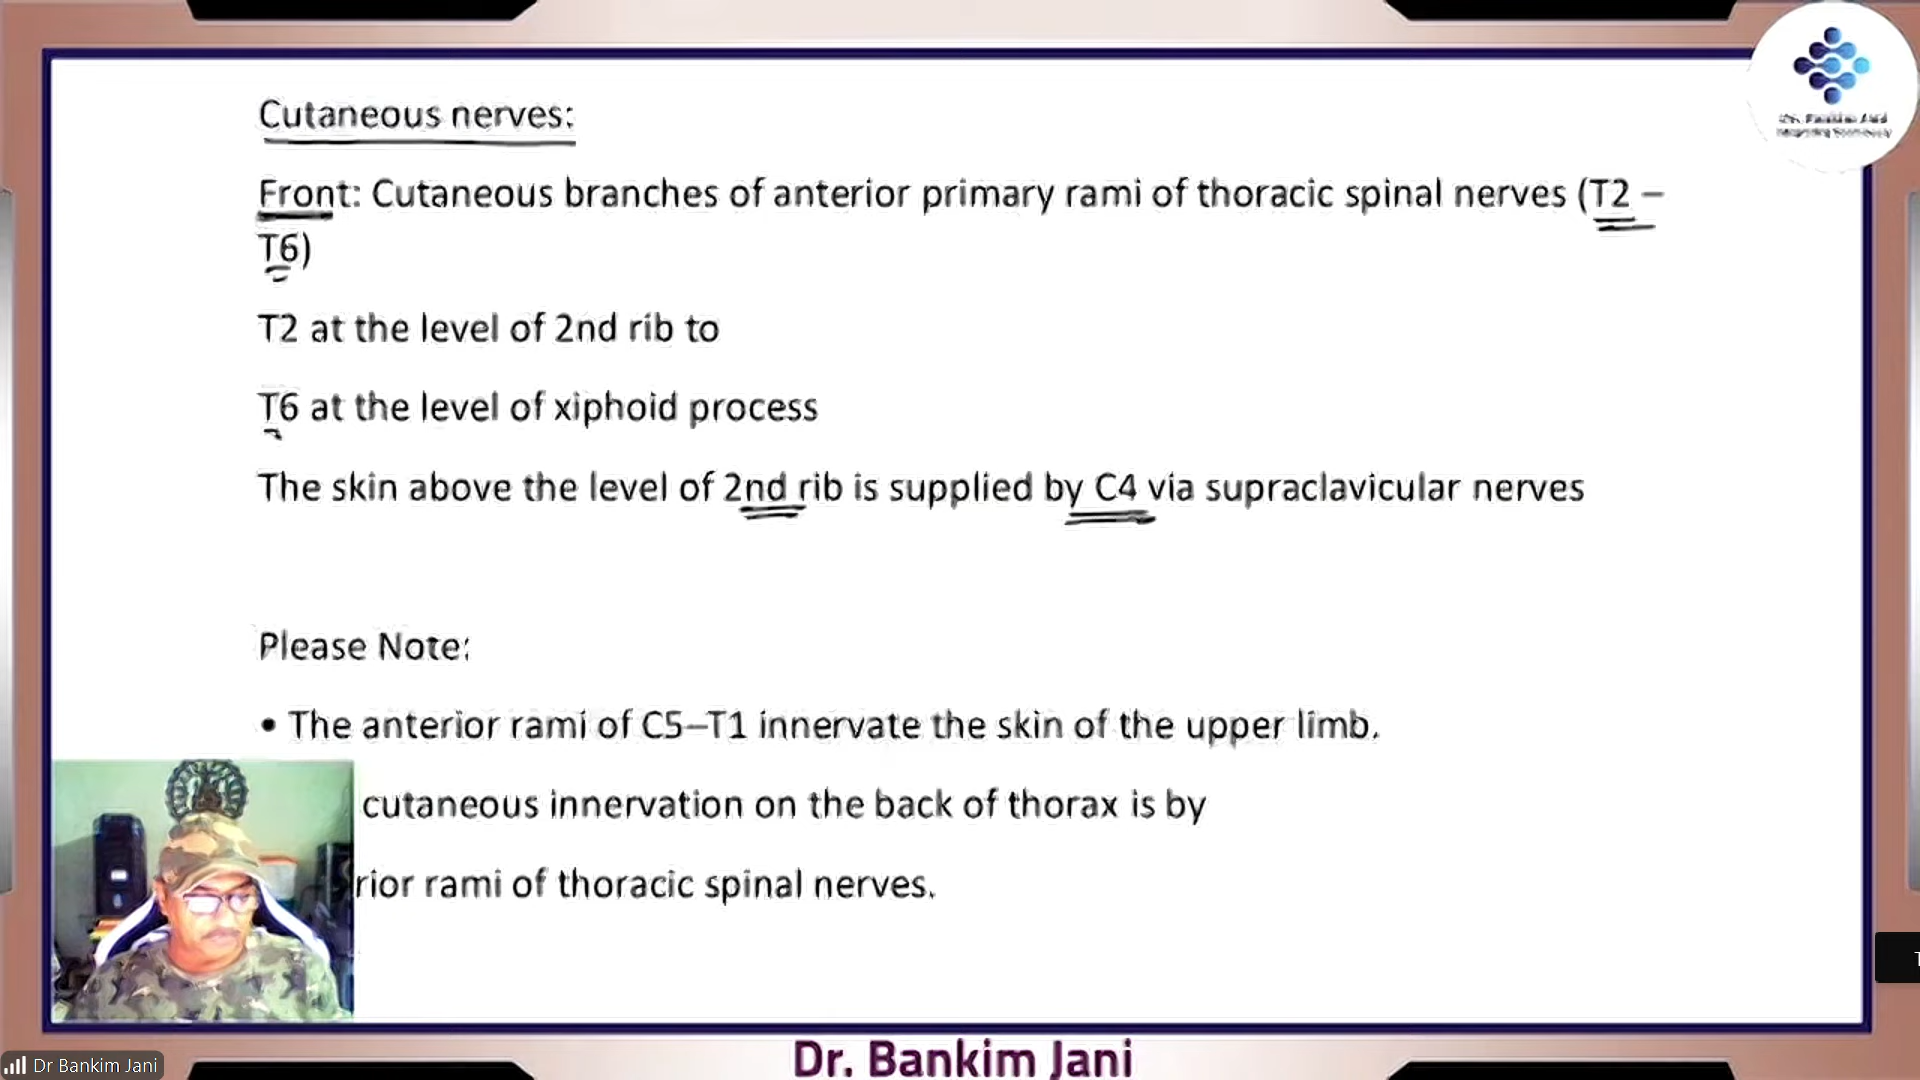 Cutaneous nerves:
Front: Cutaneous branches of anterior primary rami of thoracic spinal nerves (T2 –
T6)
T2 at the level of 2nd rib to
T6 at the level of xiphoid process
The skin above the level of 2nd rib is supplied by C4 via supraclavicular nerves
Please Note:
• The anterior rami of C5–T1 innervate the skin of the upper limb.
cutaneous innervation on the back of thorax is by
rior rami of thoracic spinal nerves.
Dr. Bankim Jani
Dr Bankim Jani